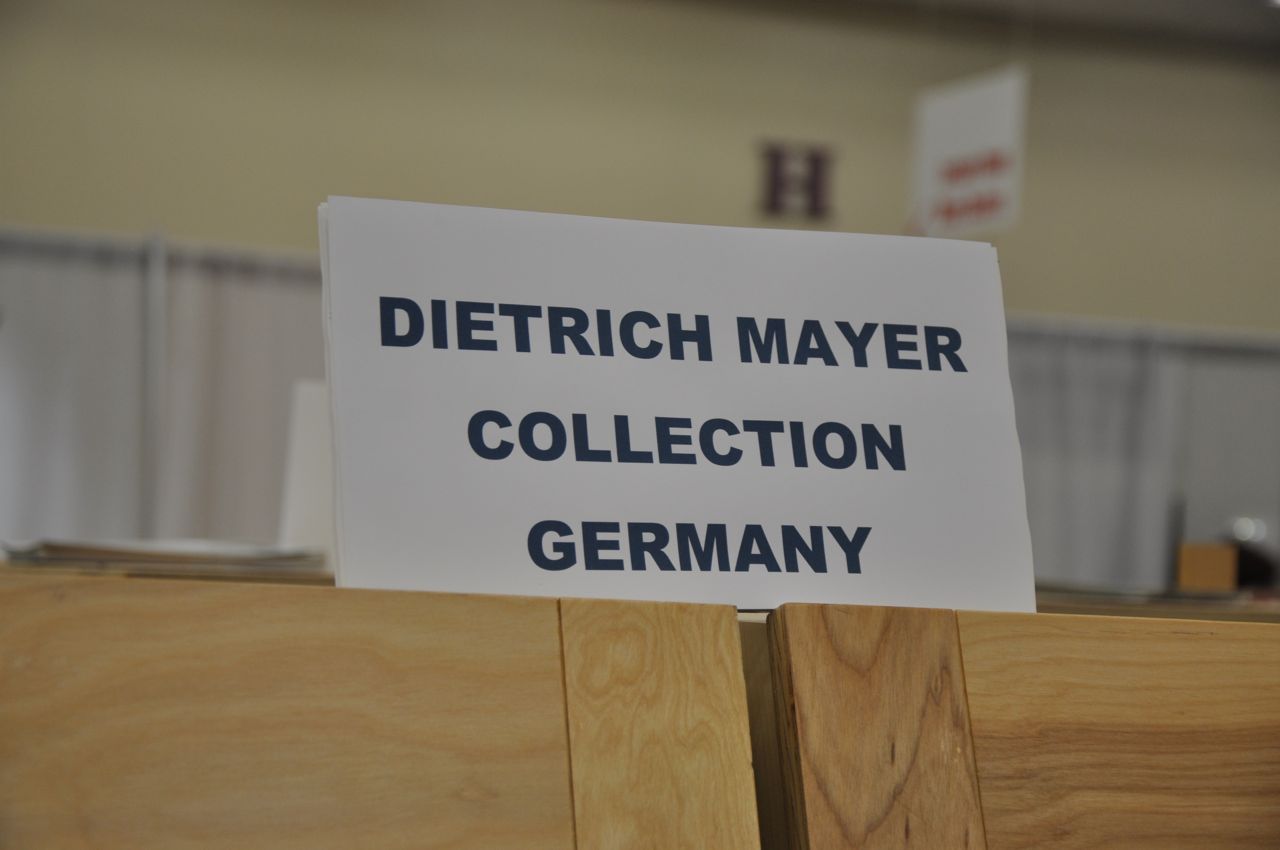 H
DIETRICH MAYER
COLLECTION
GERMANY